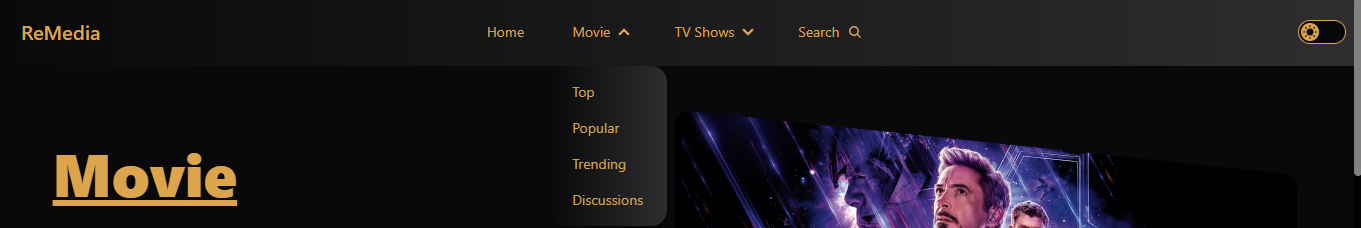 ReMedia
Home
Movie
TV Shows
Search
Top
Popular
Trending
Discussions
Movie